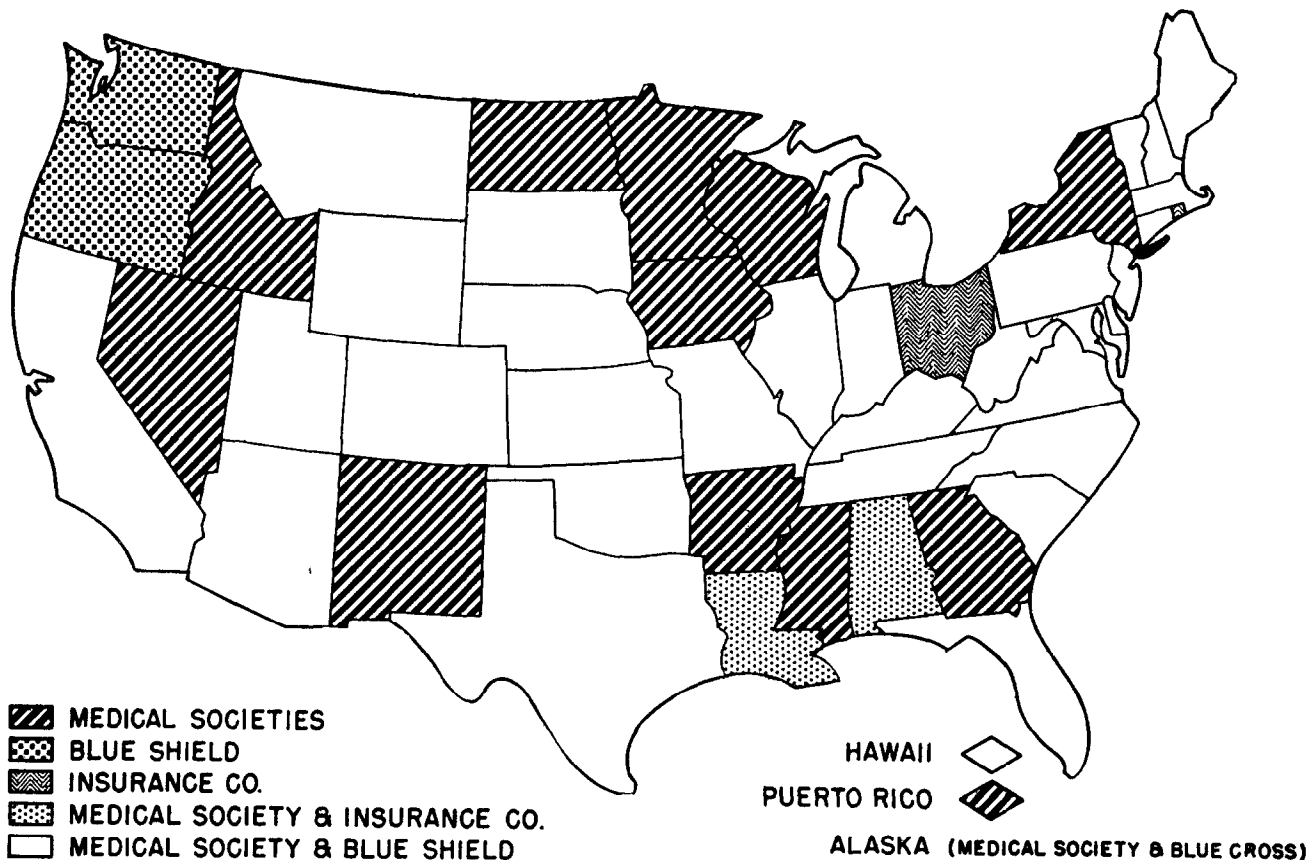 MEDICAL SOCIETIES
BLUE SHIELD
INSURANCE CO.
MEDICAL SOCIETY & INSURANCE CO.
MEDICAL SOCIETY & BLUE SHIELD
HAWAII
PUERTO RICO
ALASKA (MEDICAL SOCIETY & BLUE CROSS)